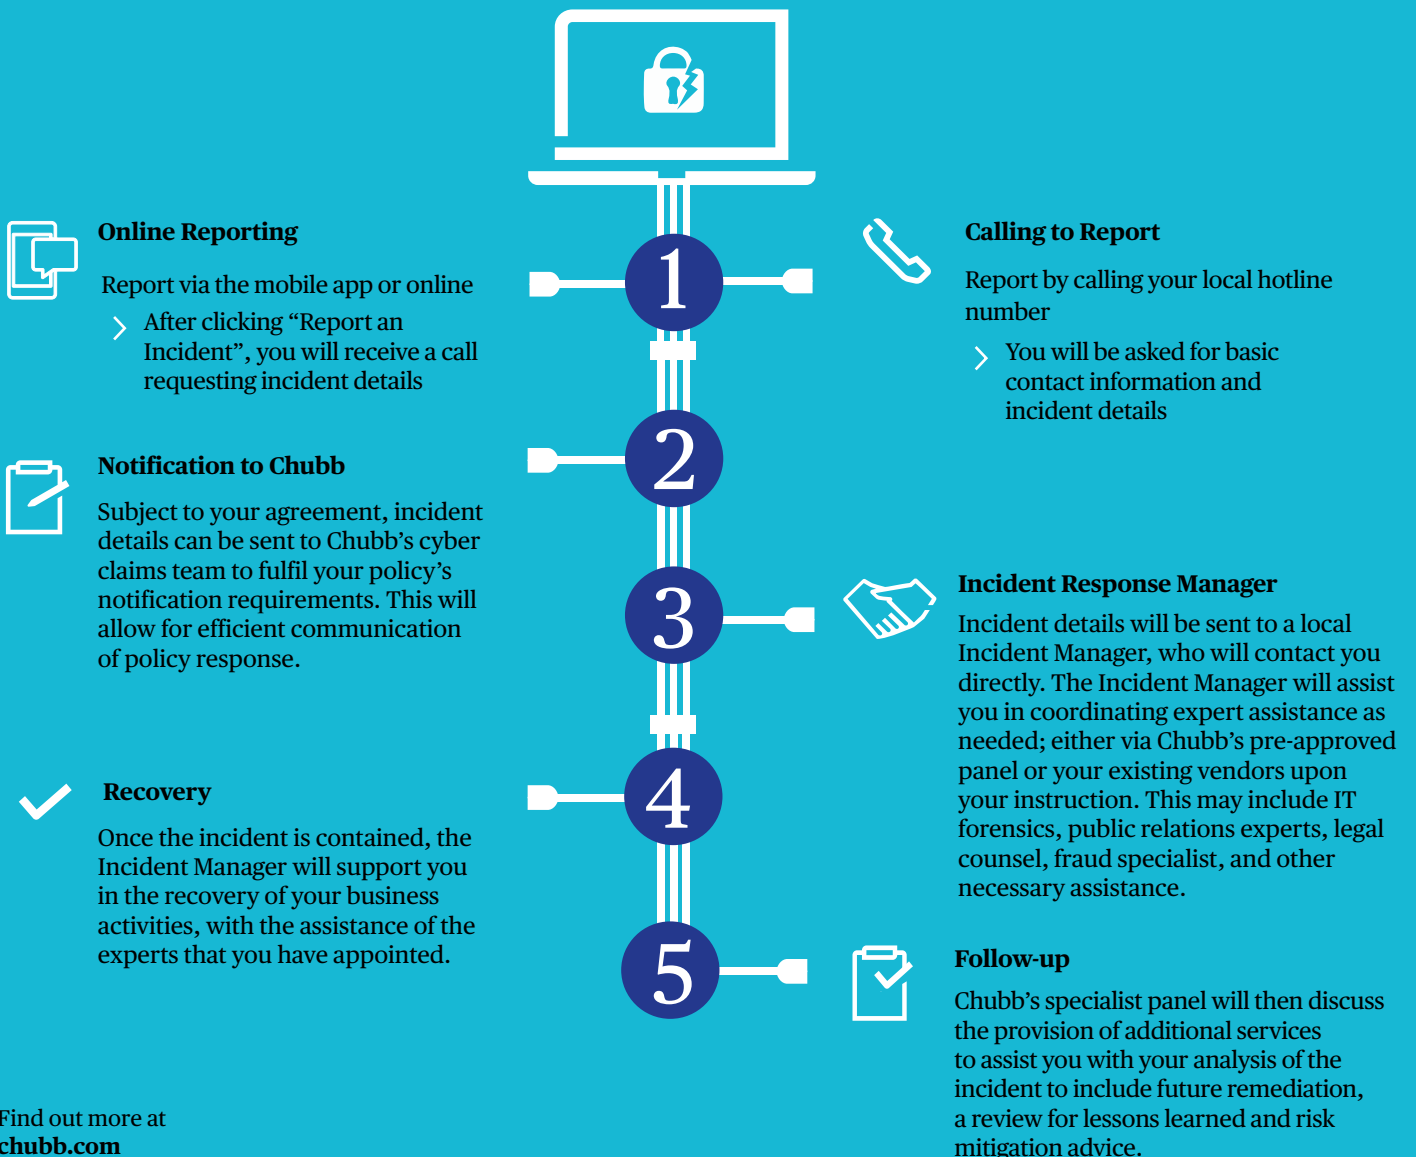 1
Online Reporting
Report via the mobile app or online
After clicking “Report an
Incident”, you will receive a call
requesting incident details
Calling to Report
Report by calling your local hotline
number
You will be asked for basic
contact information and
incident details
2
Notification to Chubb
Subject to your agreement, incident
details can be sent to Chubb’s cyber
claims team to fulfil your policy’s
notification requirements. This will
allow for efficient communication
of policy response.
3
Incident Response Manager
Incident details will be sent to a local
Incident Manager, who will contact you
directly. The Incident Manager will assist
you in coordinating expert assistance as
needed; either via Chubb’s pre-approved
panel or your existing vendors upon
your instruction. This may include IT
forensics, public relations experts, legal
counsel, fraud specialist, and other
necessary assistance.
4
Recovery
Once the incident is contained, the
Incident Manager will support you
in the recovery of your business
activities, with the assistance of the
experts that you have appointed.
5
Follow-up
Chubb’s specialist panel will then discuss
the provision of additional services
to assist you with your analysis of the
incident to include future remediation,
a review for lessons learned and risk
mitigation advice.
Find out more at
chubb.com